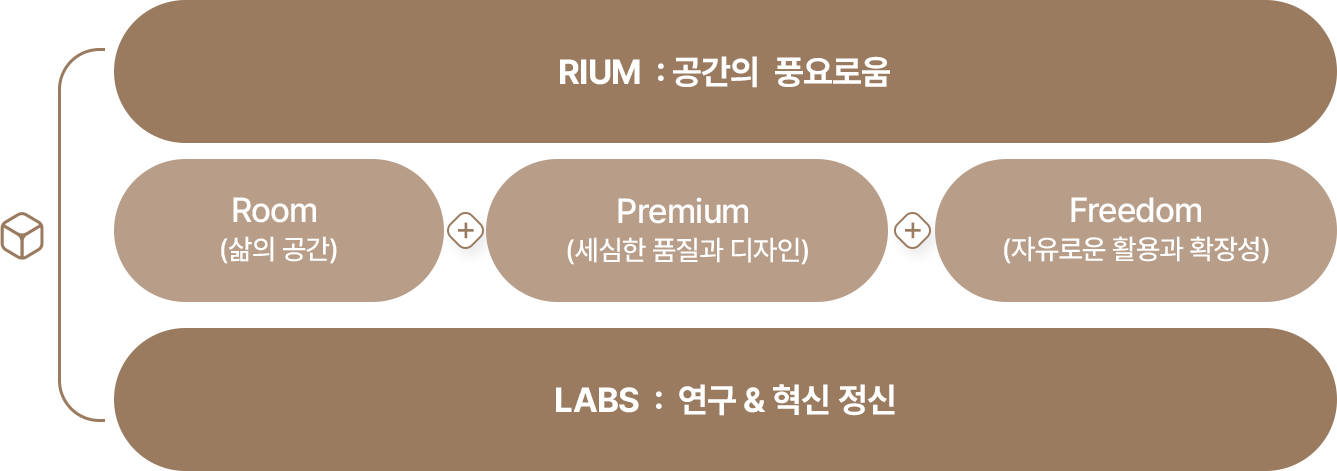 RIUM : 공간의 풍요로움
Room
(삶의 공간)
Premium
(세심한 품질과 디자인)
Freedom
(자유로운 활용과 확장성)
LABS : 연구 & 혁신 정신